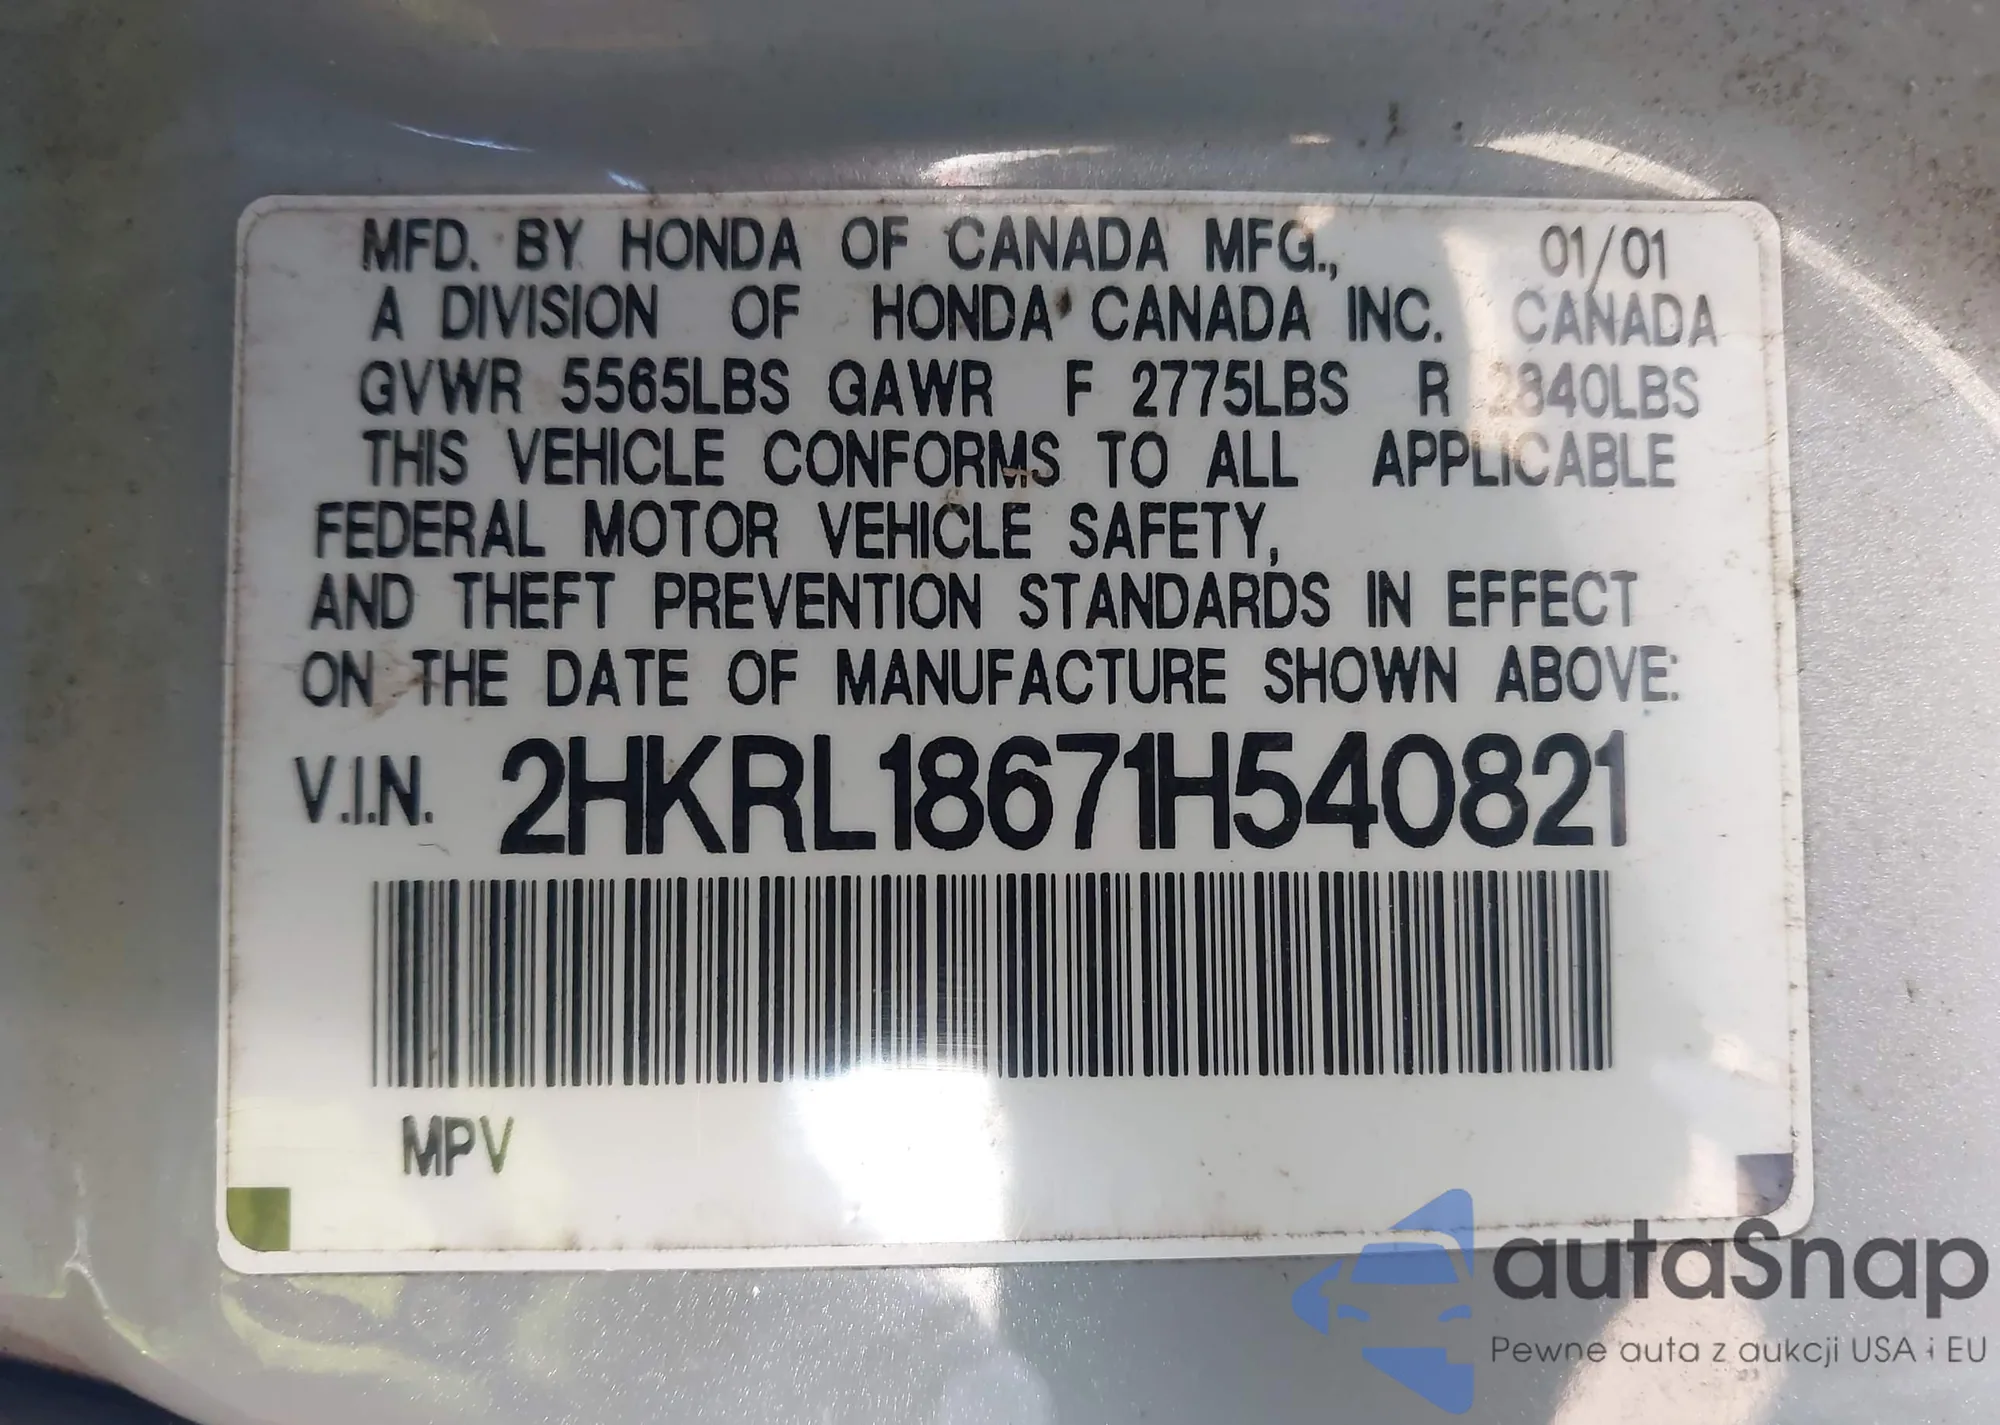 MFD. BY HONDA OF CANADA MFG., 01/01
A DIVISION OF HONDA CANADA INC. CANADA
GVWR 5565LBS GAWR F 2775LBS R 2840LBS
THIS VEHICLE CONFORMS TO ALL APPLICABLE
FEDERAL MOTOR VEHICLE SAFETY,
AND THEFT PREVENTION STANDARDS IN EFFECT
ON THE DATE OF MANUFACTURE SHOWN ABOVE:
V.I.N. 2HKRL18671H540821
MPV
autaSnap
Pewne auta z aukcji USA i EU